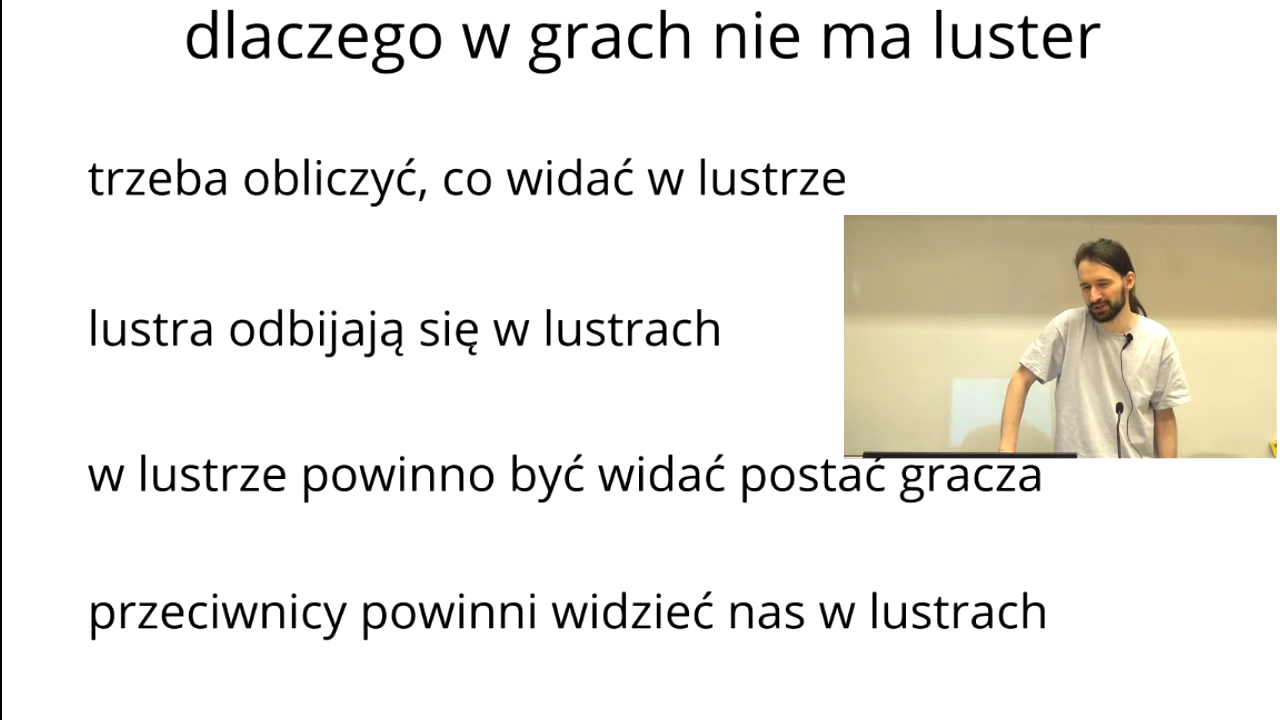 dlaczego w grach nie ma luster
trzeba obliczyć, co widać w lustrze
lustra odbijają się w lustrach
w lustrze powinno być widać postać gracza
przeciwnicy powinni widzieć nas w lustrach